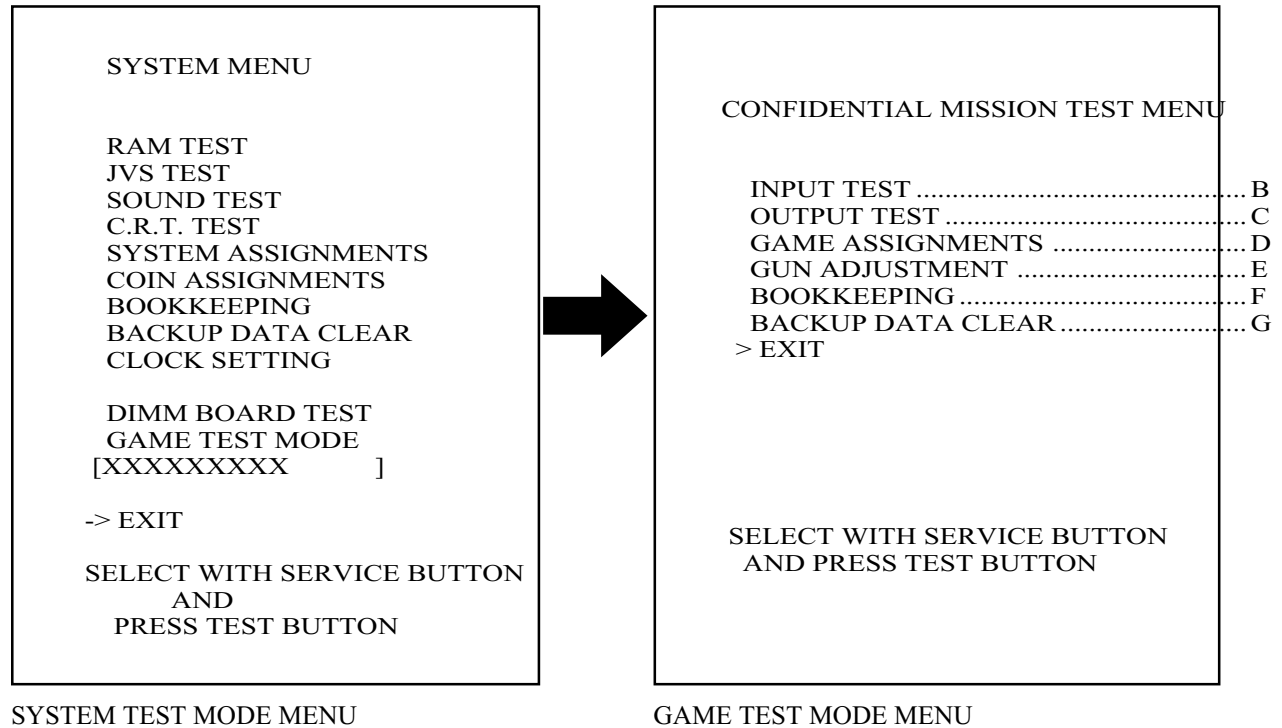 SYSTEM MENU
RAM TEST
JVS TEST
SOUND TEST
C.R.T. TEST
SYSTEM ASSIGNMENTS
COIN ASSIGNMENTS
BOOKKEEPING
BACKUP DATA CLEAR
CLOCK SETTING
DIMM BOARD TEST
GAME TEST MODE
[XXXXXXXXX ]
-> EXIT
SELECT WITH SERVICE BUTTON
AND
PRESS TEST BUTTON
SYSTEM TEST MODE MENU
CONFIDENTIAL MISSION TEST MENU
INPUT TEST ................................................ B
OUTPUT TEST ............................................ C
GAME ASSIGNMENTS ............................ D
GUN ADJUSTMENT .................................. E
BOOKKEEPING .......................................... F
BACKUP DATA CLEAR ........................... G
> EXIT
SELECT WITH SERVICE BUTTON
AND PRESS TEST BUTTON
GAME TEST MODE MENU